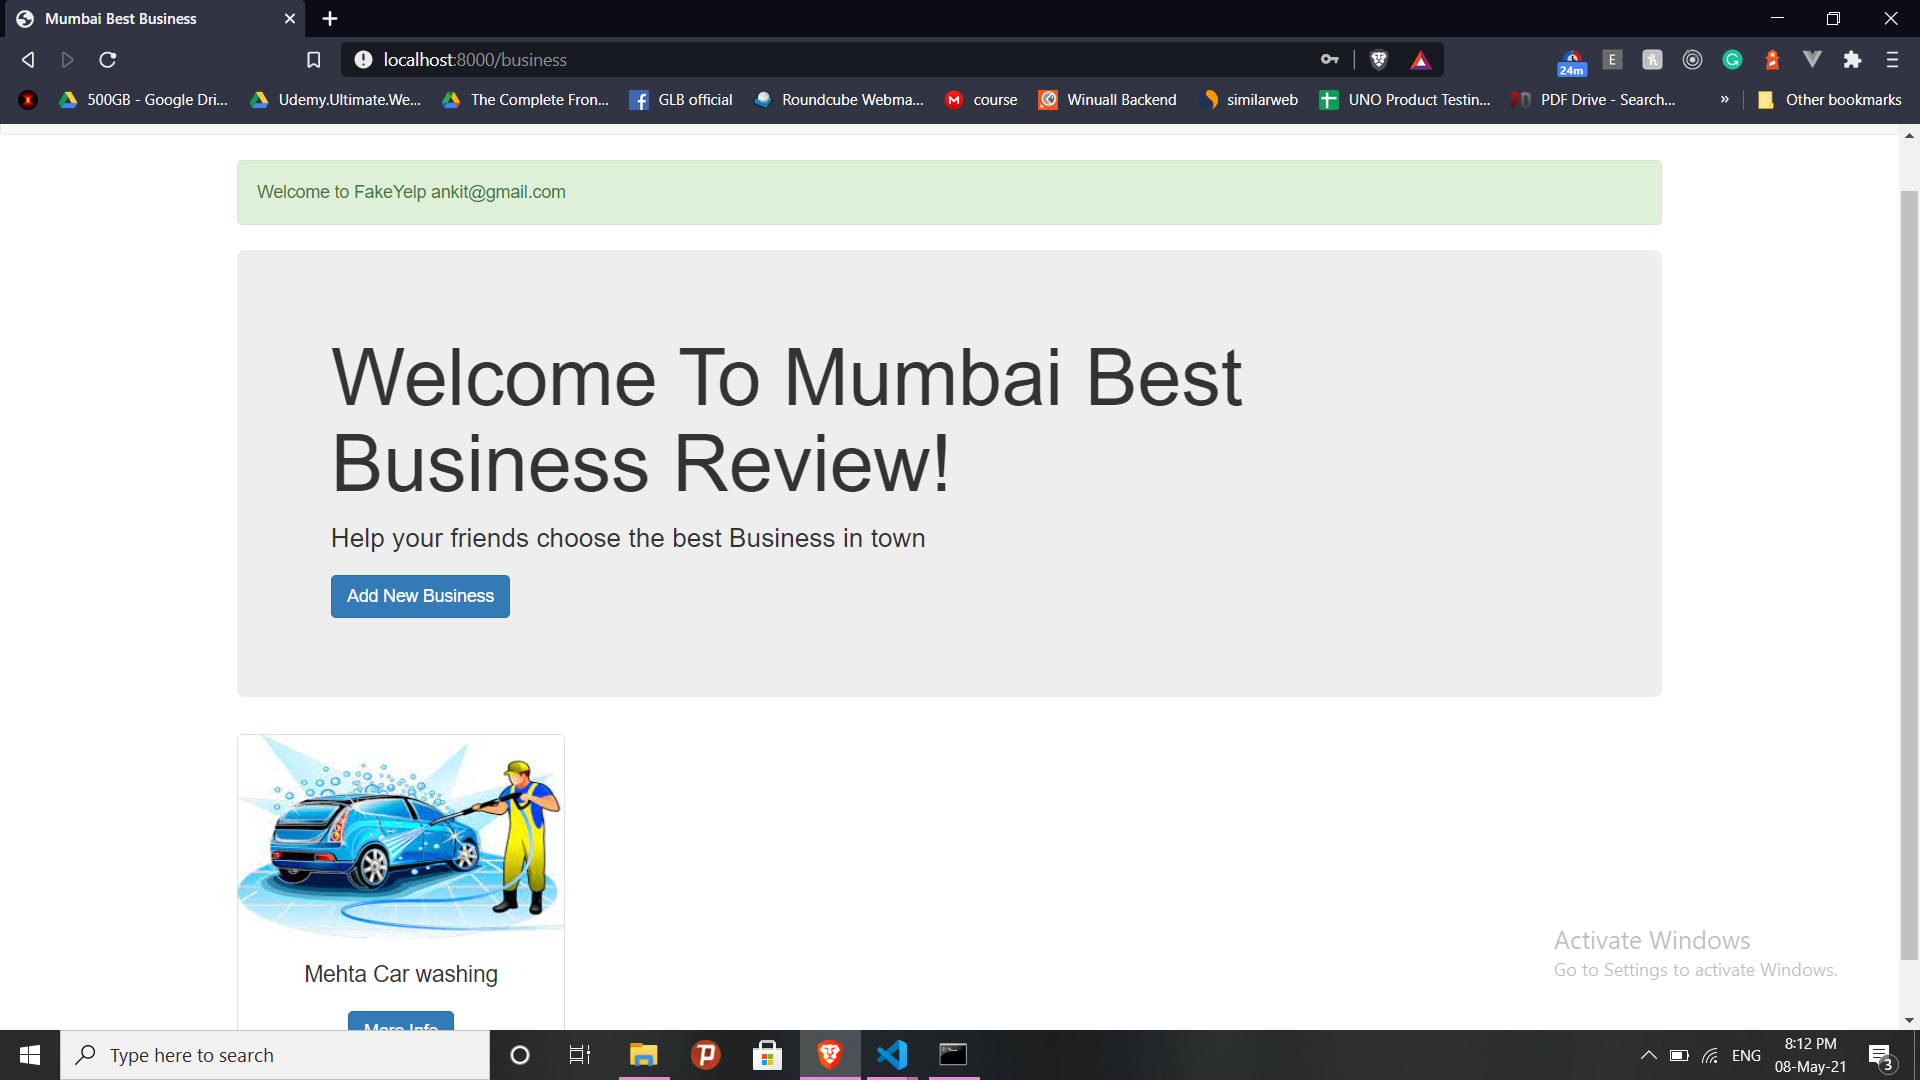 Mumbai Best Business
localhost:8000/business
24m
500GB - Google Dri...
Udemy.Ultimate.We...
The Complete Fron...
GLB official
Roundcube Webma...
course
Winuall Backend
similarweb
UNO Product Testin...
PDF Drive - Search...
»
Other bookmarks
Welcome to FakeYelp ankit@gmail.com
Welcome To Mumbai Best
Business Review!
Help your friends choose the best Business in town
Add New Business
Mehta Car washing
More Info
Activate Windows
Go to Settings to activate Windows.
Type here to search
ENG
8:12 PM
08-May-21
3